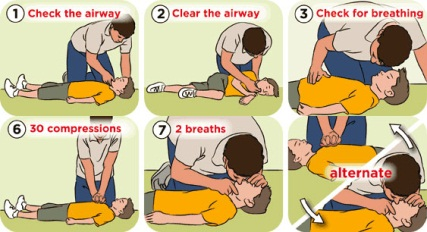 1 Check the airway
2 Clear the airway
3 Check for breathing
6 30 compressions
7 2 breaths
alternate